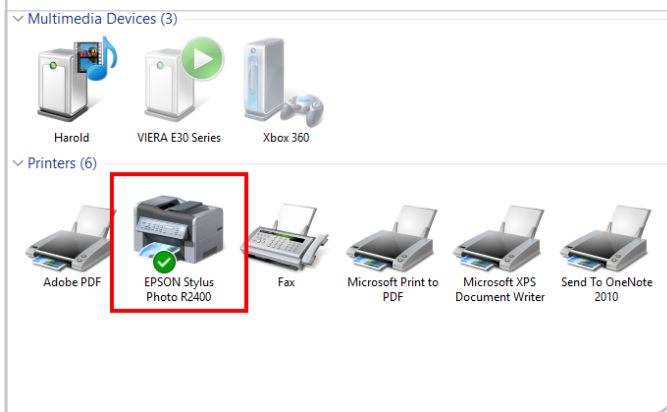 Multimedia Devices (3)
Harold
VIERA E30 Series
Xbox 360
Printers (6)
Adobe PDF
EPSON Stylus
Photo R2400
Fax
Microsoft Print to
PDF
Microsoft XPS
Document Writer
Send To OneNote
2010